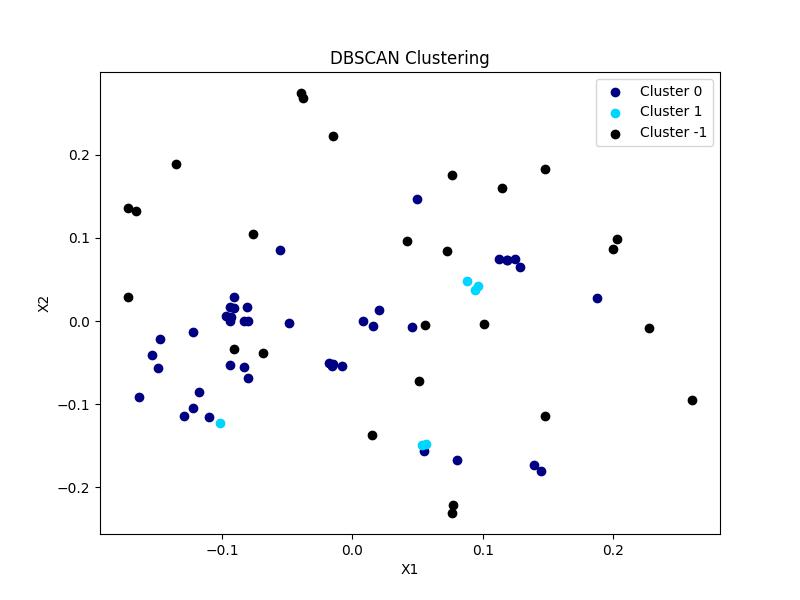 DBSCAN Clustering
Cluster 0
Cluster 1
Cluster -1
0.2
0.1
0.0
−0.1
−0.2
X2
−0.1 0.0 0.1 0.2
X1